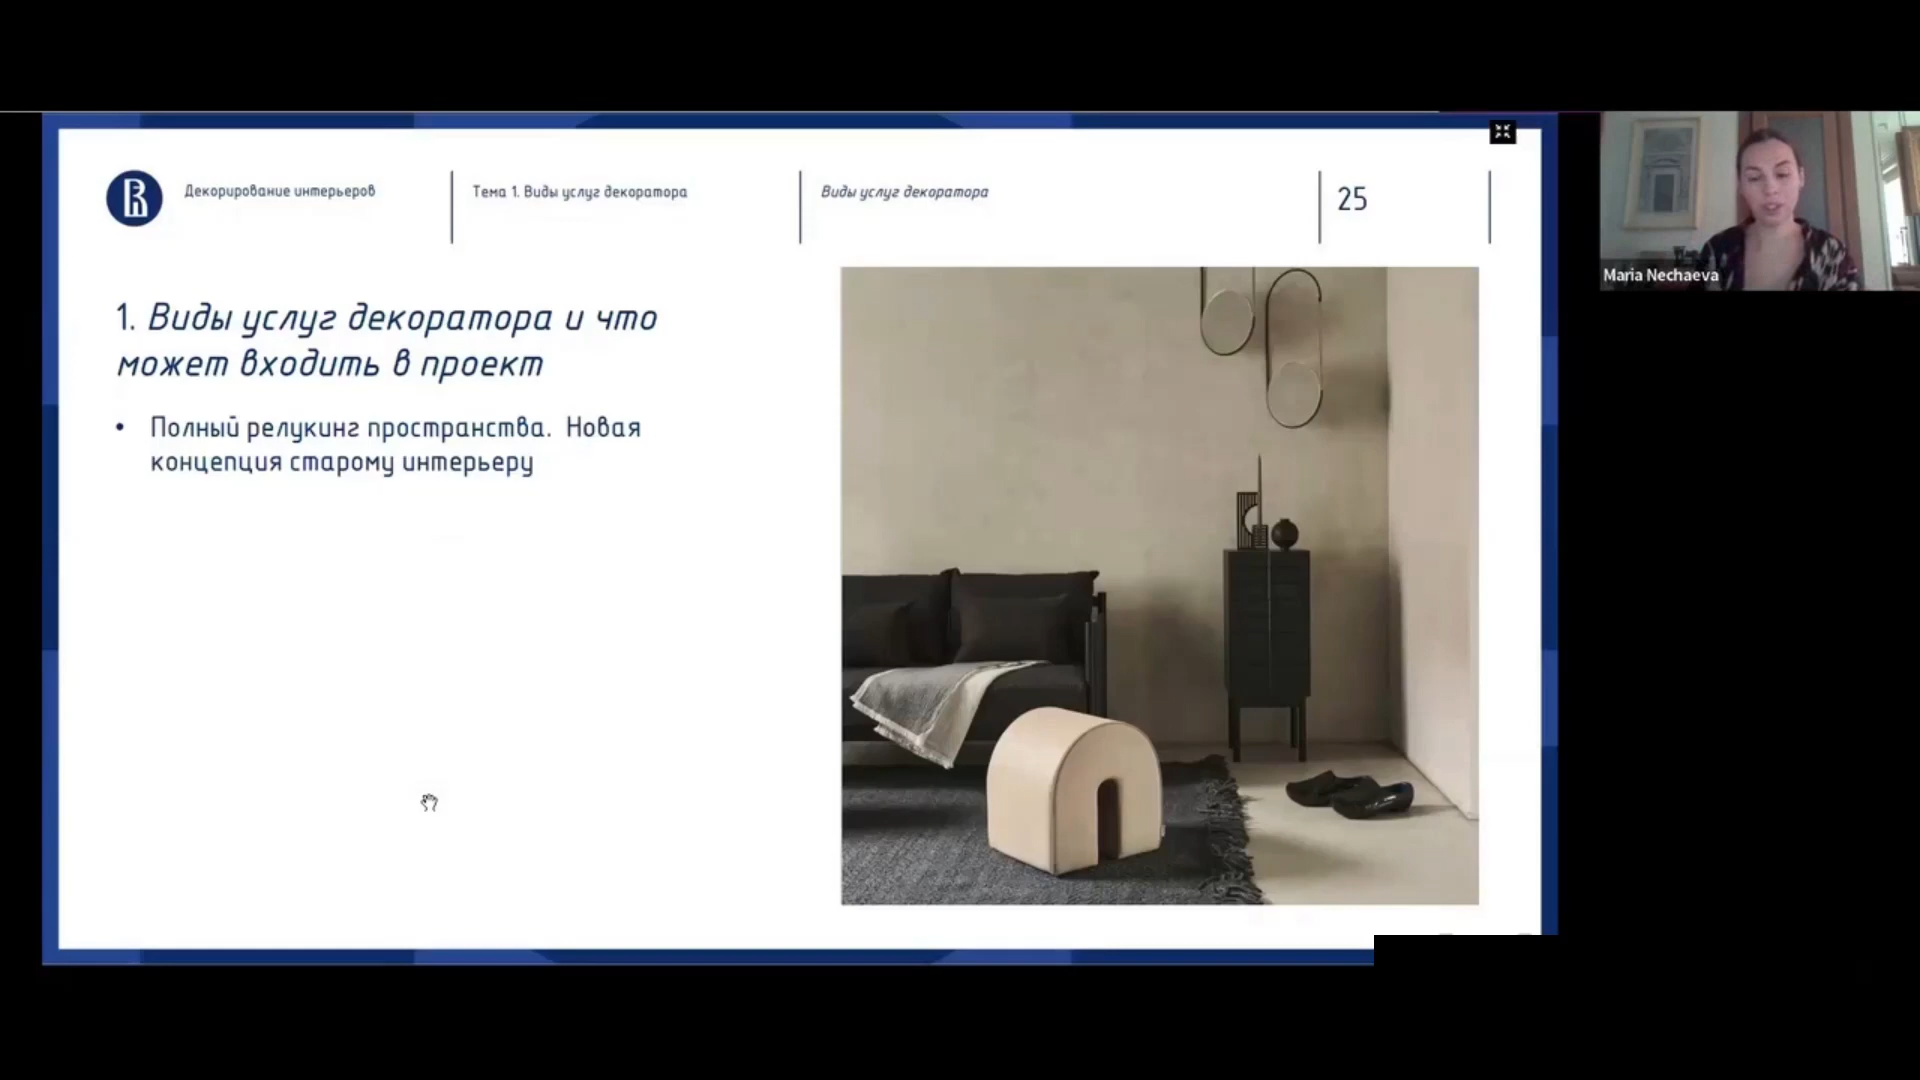 Декорирование интерьеров
Тема 1. Виды услуг декоратора
Виды услуг декоратора
25
1. Виды услуг декоратора и что
может входить в проект
• Полный релукинг пространства. Новая
концепция старому интерьеру
Maria Nechaeva